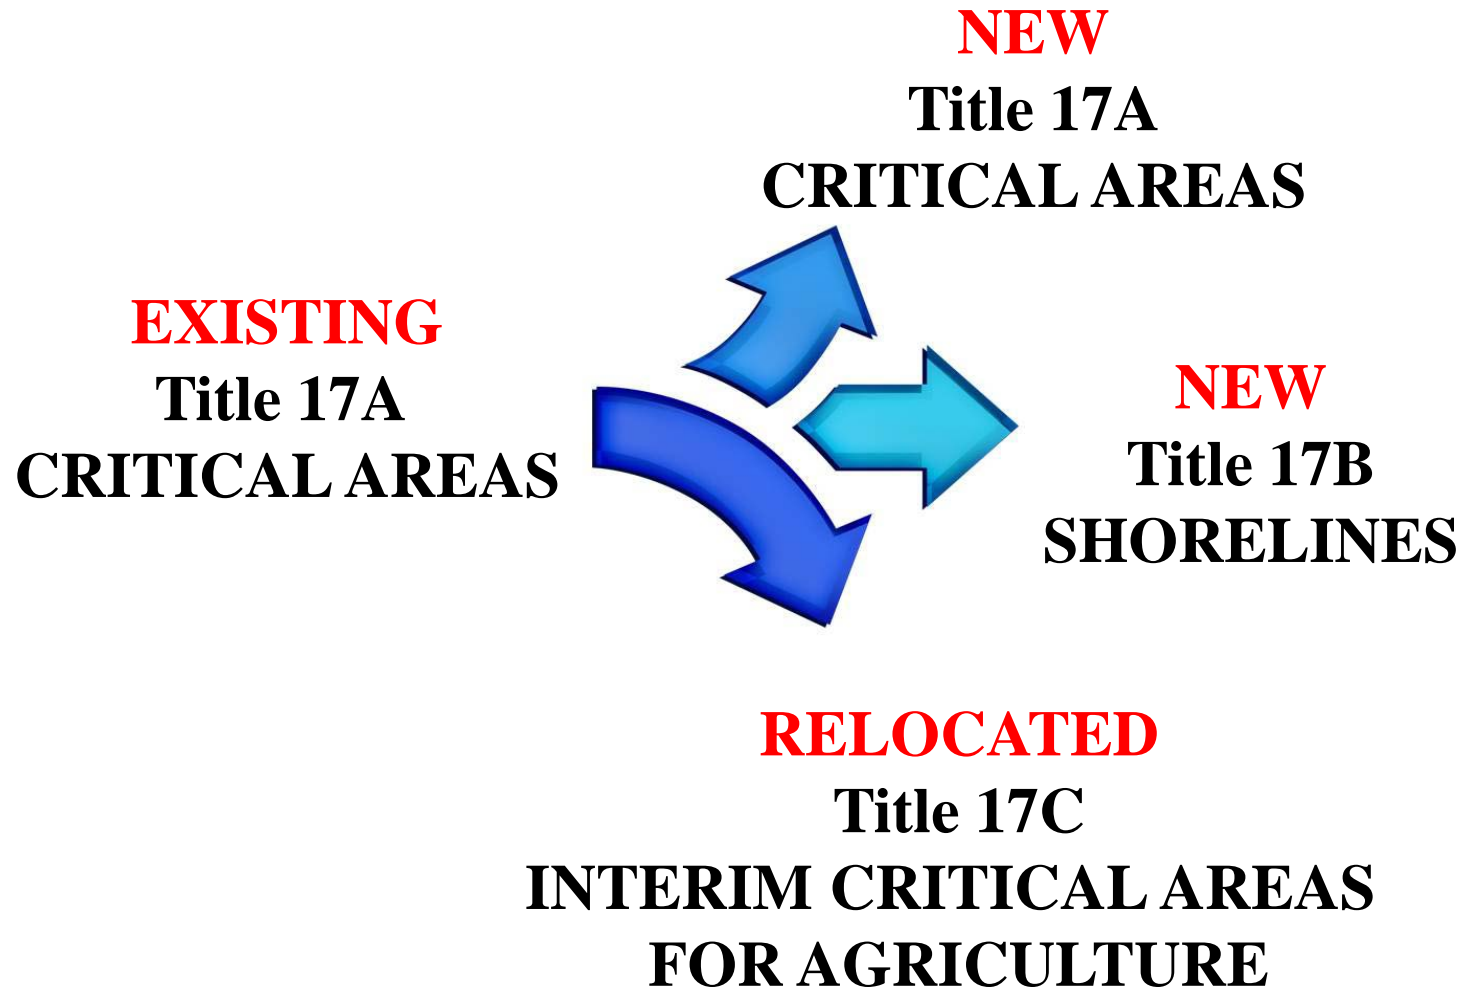 NEW
Title 17A
CRITICAL AREAS
EXISTING
Title 17A
CRITICAL AREAS
NEW
Title 17B
SHORELINES
RELOCATED
Title 17C
INTERIM CRITICAL AREAS
FOR AGRICULTURE